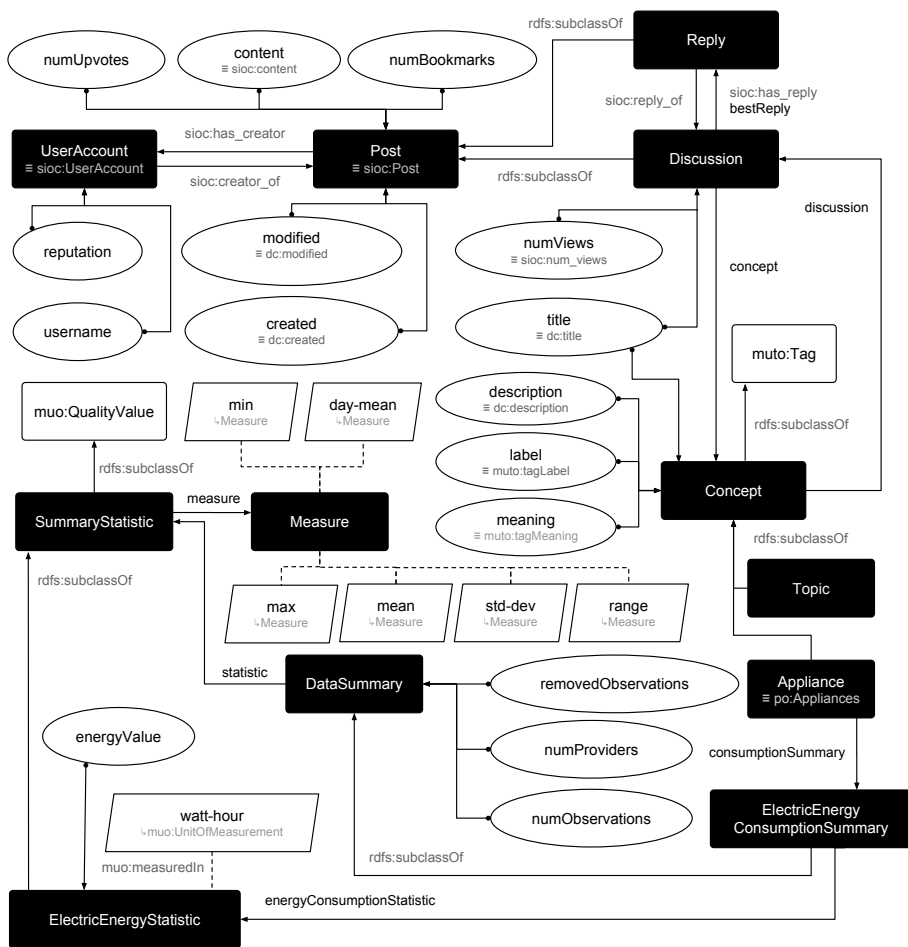 rdfs:subclassOf
Reply
numUpvotes
content
≡ sioc:content
numBookmarks
sioc:reply_of
sioc:has_reply
bestReply
sioc:has_creator
UserAccount
≡ sioc:UserAccount
Post
≡ sioc:Post
Discussion
sioc:creator_of
rdfs:subclassOf
discussion
reputation
modified
≡ dc:modified
numViews
≡ sioc:num_views
concept
username
created
≡ dc:created
title
≡ dc:title
muto:Tag
muo:QualityValue
min
↳Measure
day-mean
↳Measure
description
≡ dc:description
rdfs:subclassOf
label
≡ muto:tagLabel
rdfs:subclassOf
measure
SummaryStatistic
Measure
Concept
meaning
≡ muto:tagMeaning
rdfs:subclassOf
rdfs:subclassOf
Topic
max
↳Measure
mean
↳Measure
std-dev
↳Measure
range
↳Measure
statistic
DataSummary
removedObservations
Appliance
≡ po:Appliances
energyValue
numProviders
consumptionSummary
watt-hour
↳muo:UnitOfMeasurement
numObservations
ElectricEnergy
ConsumptionSummary
muo:measuredIn
rdfs:subclassOf
ElectricEnergyStatistic
energyConsumptionStatistic